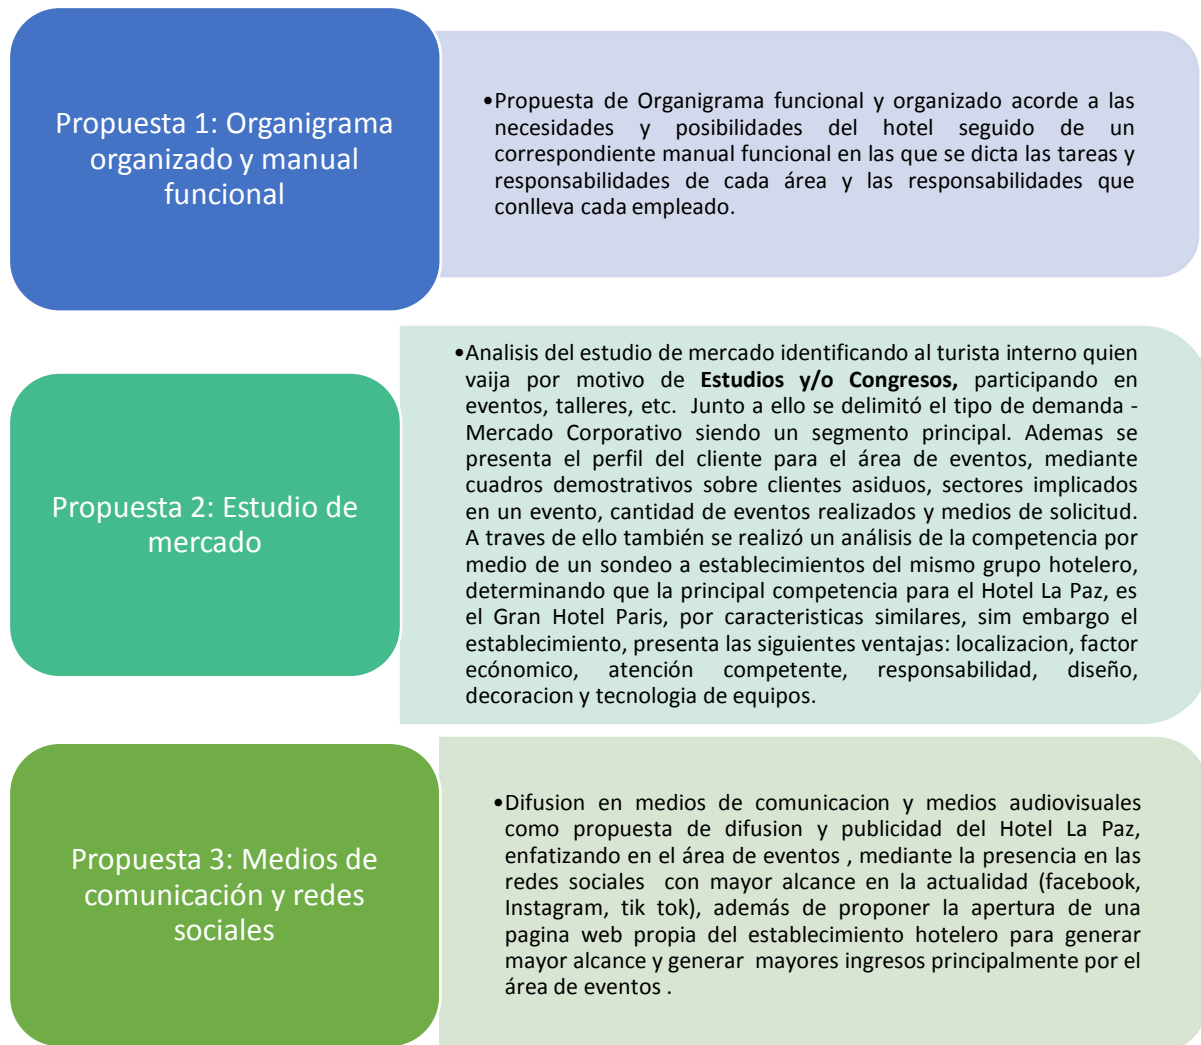 Propuesta 1: Organigrama
organizado y manual
funcional
•Propuesta de Organigrama funcional y organizado acorde a las
necesidades y posibilidades del hotel seguido de un
correspondiente manual funcional en las que se dicta las tareas y
responsabilidades de cada área y las responsabilidades que
conlleva cada empleado.
Propuesta 2: Estudio de
mercado
•Analisis del estudio de mercado identificando al turista interno quien
vaija por motivo de Estudios y/o Congresos, participando en
eventos, talleres, etc. Junto a ello se delimitó el tipo de demanda -
Mercado Corporativo siendo un segmento principal. Ademas se
presenta el perfil del cliente para el área de eventos, mediante
cuadros demostrativos sobre clientes asiduos, sectores implicados
en un evento, cantidad de eventos realizados y medios de solicitud.
A traves de ello también se realizó un análisis de la competencia por
medio de un sondeo a establecimientos del mismo grupo hotelero,
determinando que la principal competencia para el Hotel La Paz, es
el Gran Hotel Paris, por caracteristicas similares, sim embargo el
establecimiento, presenta las siguientes ventajas: localizacion, factor
ecónomico, atención competente, responsabilidad, diseño,
decoracion y tecnologia de equipos.
Propuesta 3: Medios de
comunicación y redes
sociales
•Difusion en medios de comunicacion y medios audiovisuales
como propuesta de difusion y publicidad del Hotel La Paz,
enfatizando en el área de eventos , mediante la presencia en las
redes sociales con mayor alcance en la actualidad (facebook,
Instagram, tik tok), además de proponer la apertura de una
pagina web propia del establecimiento hotelero para generar
mayor alcance y generar mayores ingresos principalmente por el
área de eventos .